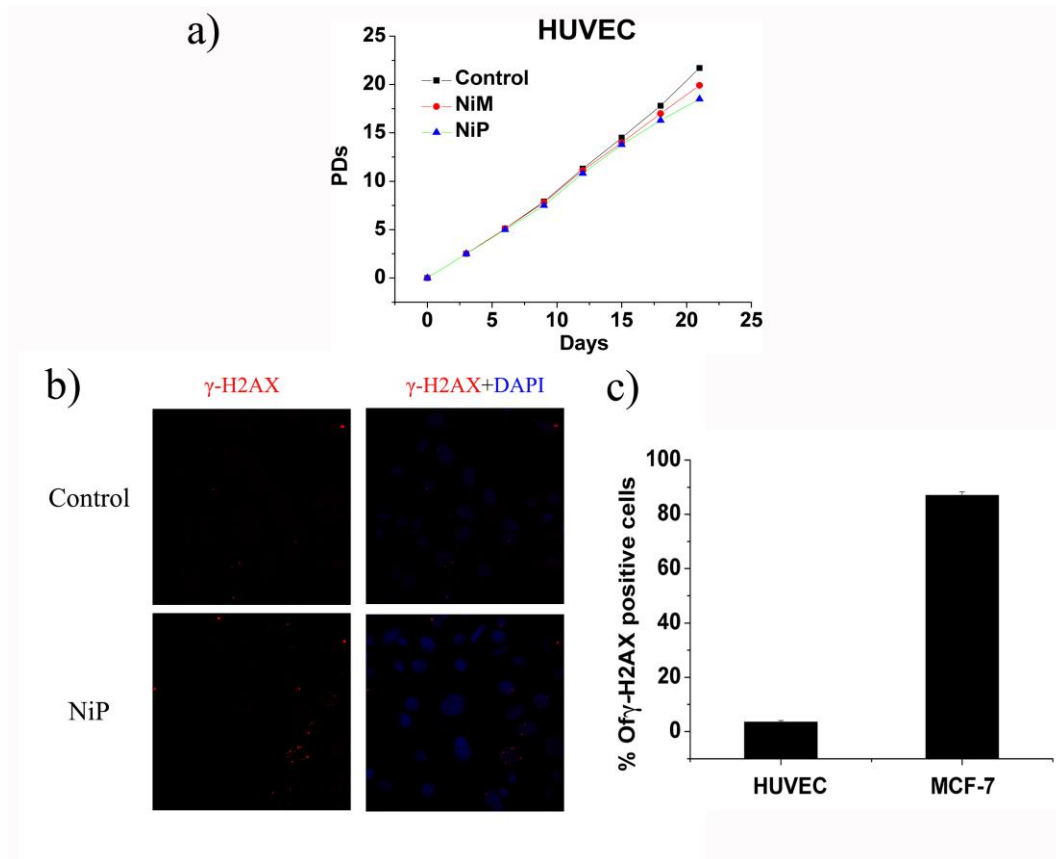 a)
HUVEC
25
20
15
10
5
0
PDs
Control
NiM
NiP
0 5 10 15 20 25
Days
b)
γ-H2AX γ-H2AX+DAPI
Control
NiP
c)
100
80
60
40
20
0
% Ofγ-H2AX positive cells
HUVEC MCF-7